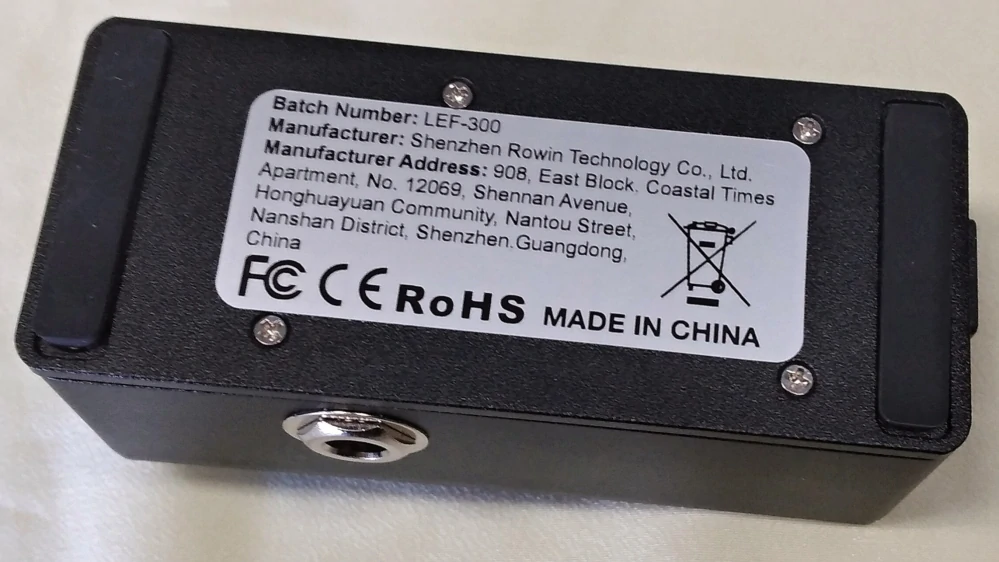 Batch Number: LEF-300
Manufacturer: Shenzhen Rowin Technology Co., Ltd.
Manufacturer Address: 908, East Block. Coastal Times
Apartment, No. 12069, Shennan Avenue,
Honghuayuan Community, Nantou Street,
Nanshan District, Shenzhen.Guangdong,
China
FC CE RoHS MADE IN CHINA